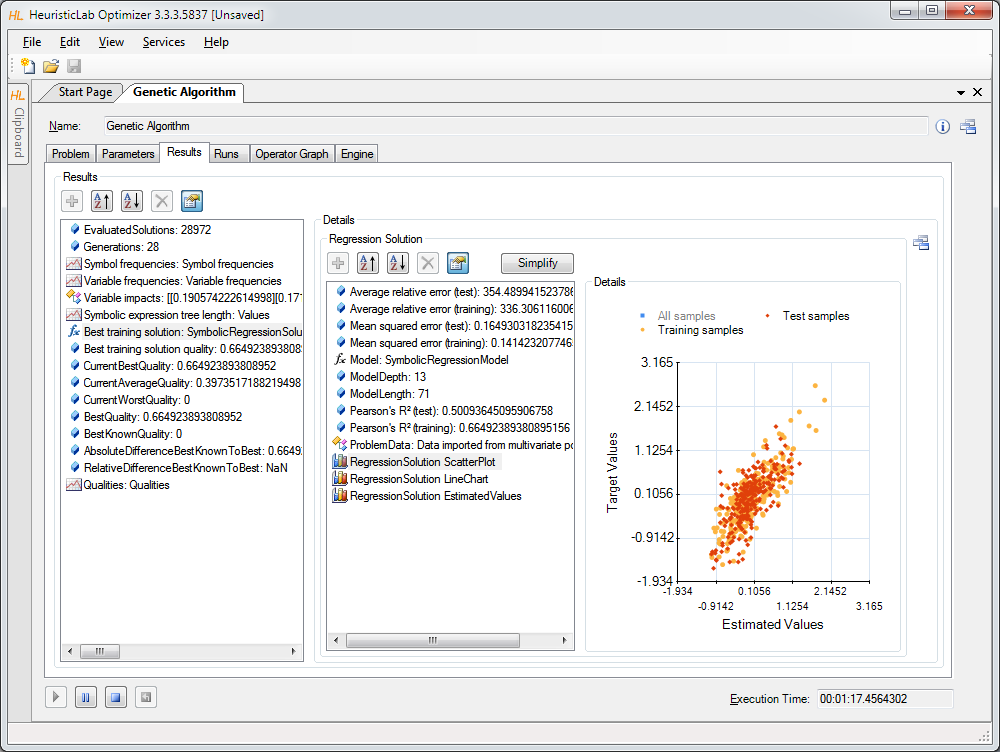 HL HeuristicLab Optimizer 3.3.3.5837 [Unsaved]
File Edit View Services Help
HL Clipboard
Start Page Genetic Algorithm
Name: Genetic Algorithm
Problem Parameters Results Runs Operator Graph Engine
Results
EvaluatedSolutions: 28972
Generations: 28
Symbol frequencies: Symbol frequencies
Variable frequencies: Variable frequencies
Variable impacts: [[0.190574222614998][0.17
Symbolic expression tree length: Values
Best training solution: SymbolicRegressionSolu
Best training solution quality: 0.664923893808
CurrentBestQuality: 0.664923893808952
CurrentAverageQuality: 0.3973517188219498
CurrentWorstQuality: 0
BestQuality: 0.664923893808952
BestKnownQuality: 0
AbsoluteDifferenceBestKnownToBest: 0.6649
RelativeDifferenceBestKnownToBest: NaN
Qualities: Qualities
Details
Regression Solution
Simplify
Average relative error (test): 354.489941523786
Average relative error (training): 336.306116006
Mean squared error (test): 0.164930318235415
Mean squared error (training): 0.141423207746
Model: SymbolicRegressionModel
ModelDepth: 13
ModelLength: 71
Pearson's R² (test): 0.50093645095906758
Pearson's R² (training): 0.66492389380895156
ProblemData: Data imported from multivariate po
RegressionSolution ScatterPlot
RegressionSolution LineChart
RegressionSolution EstimatedValues
Details
All samples Test samples
Training samples
3.165
2.1452
1.1254
0.1056
-0.9142
-1.934
Target Values
-1.934 0.1056 2.1452
-0.9142 1.1254 3.165
Estimated Values
Execution Time: 00:01:17.4564302